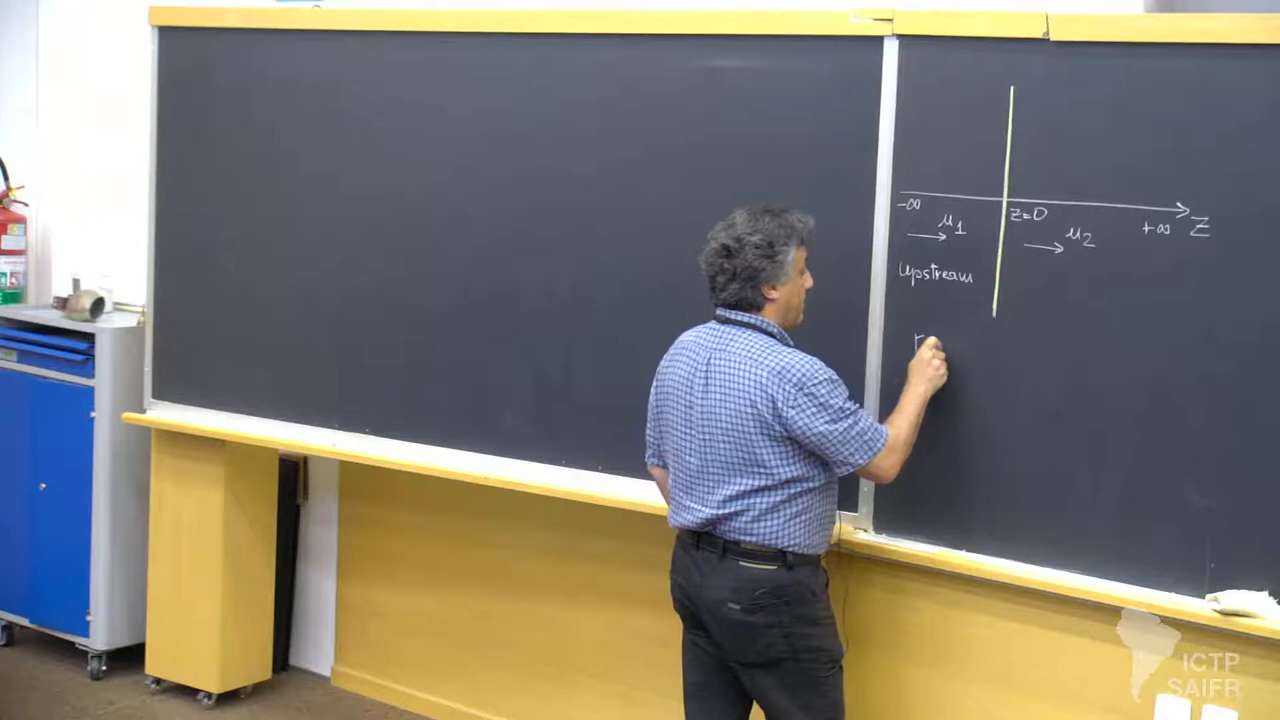 -∞ z=0 +∞ Z
u1 u2
Upstream
ICTP
SAIFR